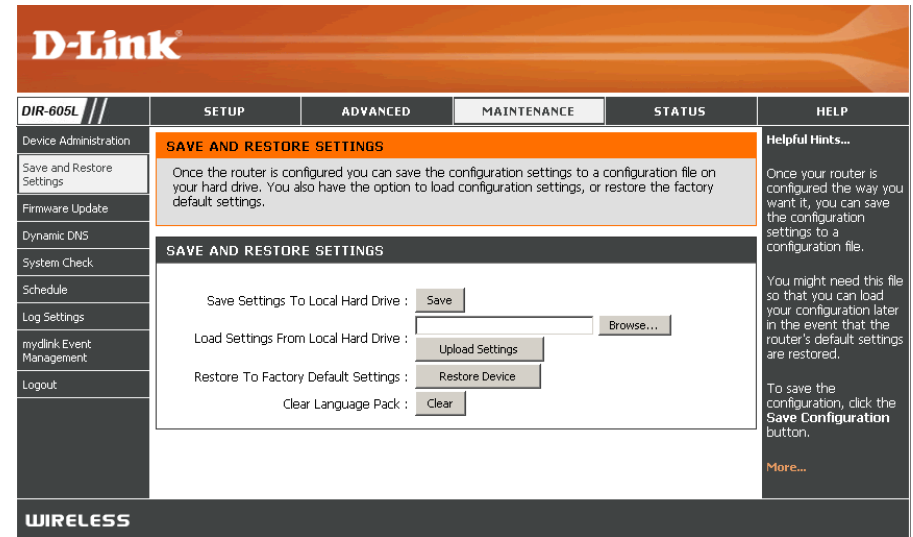 D-Link
DIR-605L
SETUP
ADVANCED
MAINTENANCE
STATUS
HELP
Device Administration
Save and Restore
Settings
Firmware Update
Dynamic DNS
System Check
Schedule
Log Settings
mydlink Event
Management
Logout
SAVE AND RESTORE SETTINGS
Once the router is configured you can save the configuration settings to a configuration file on
your hard drive. You also have the option to load configuration settings, or restore the factory
default settings.
SAVE AND RESTORE SETTINGS
Save Settings To Local Hard Drive : Save
Load Settings From Local Hard Drive : Browse...
Upload Settings
Restore To Factory Default Settings : Restore Device
Clear Language Pack : Clear
Helpful Hints...
Once your router is
configured the way you
want it, you can save
the configuration
settings to a
configuration file.
You might need this file
so that you can load
your configuration later
in the event that the
router's default settings
are restored.
To save the
configuration, click the
Save Configuration
button.
More...
WIRELESS